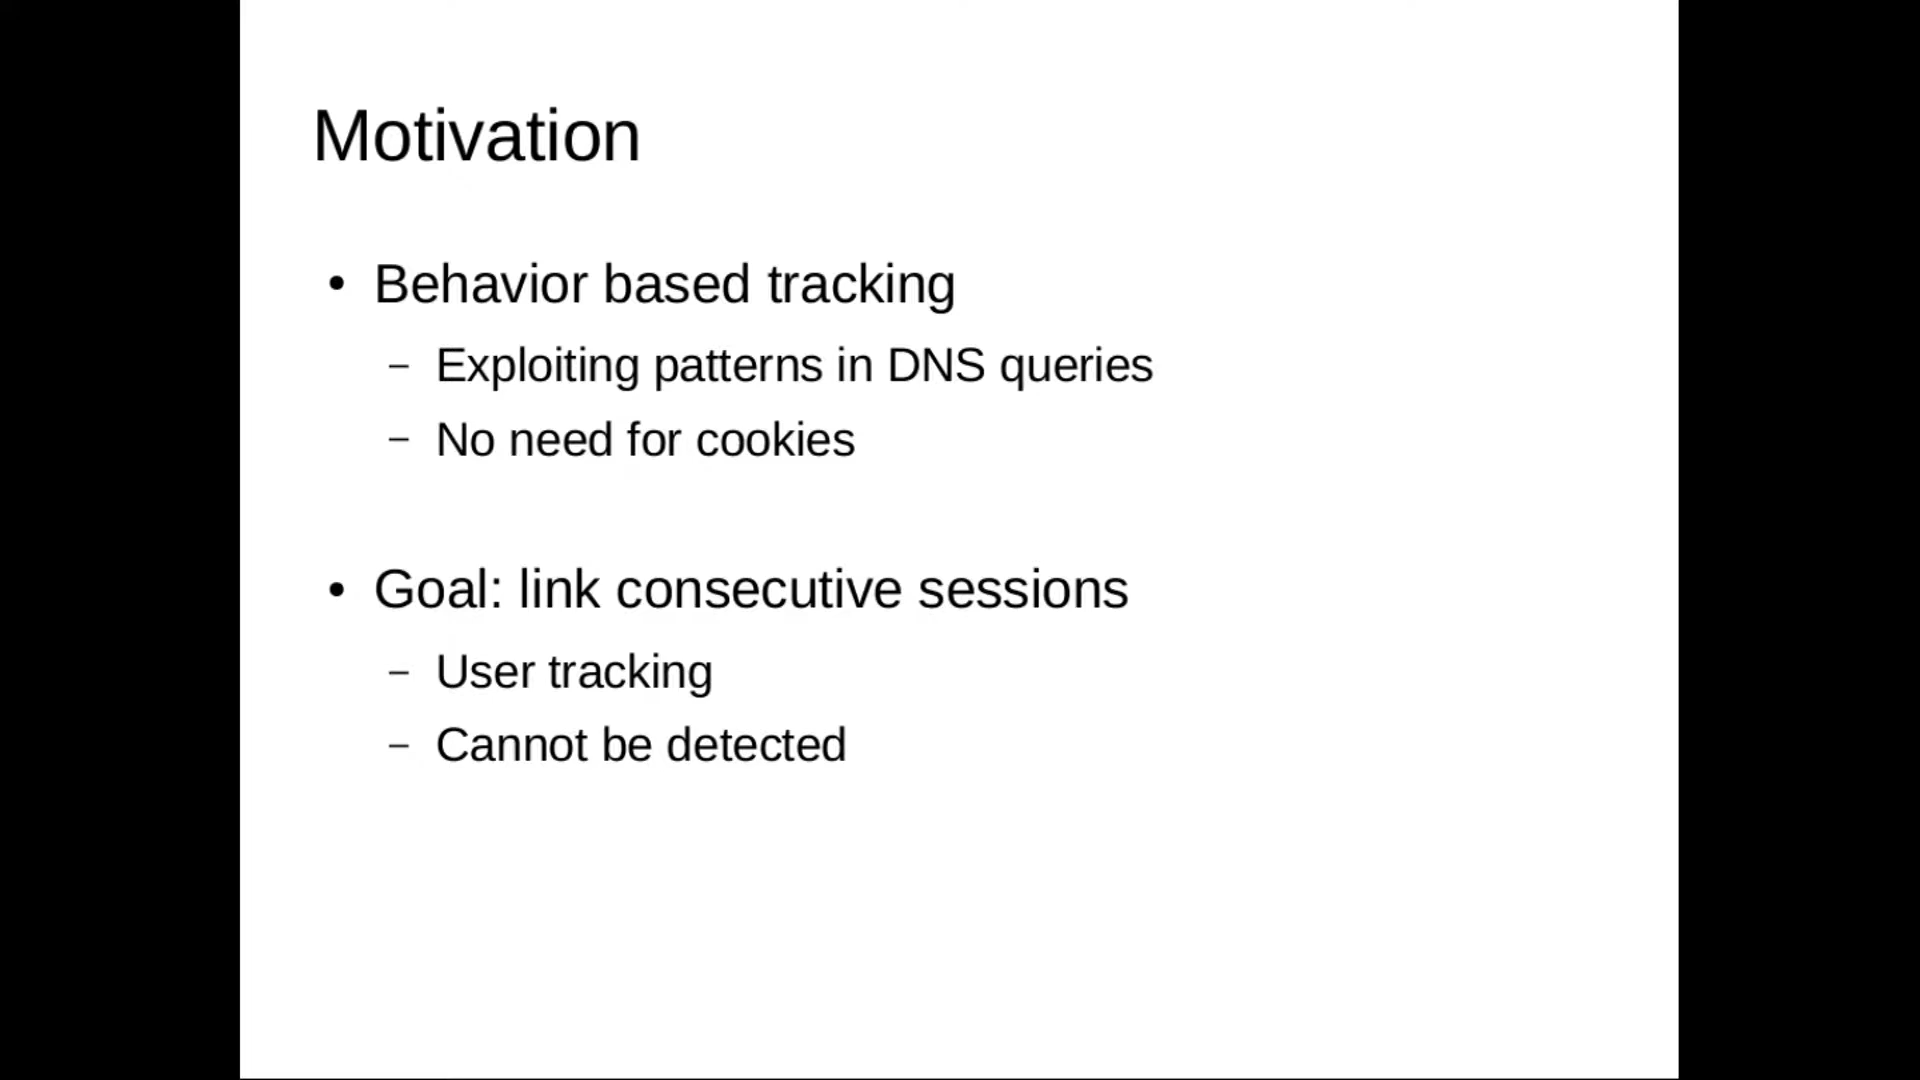 Motivation
• Behavior based tracking
– Exploiting patterns in DNS queries
– No need for cookies
• Goal: link consecutive sessions
– User tracking
– Cannot be detected